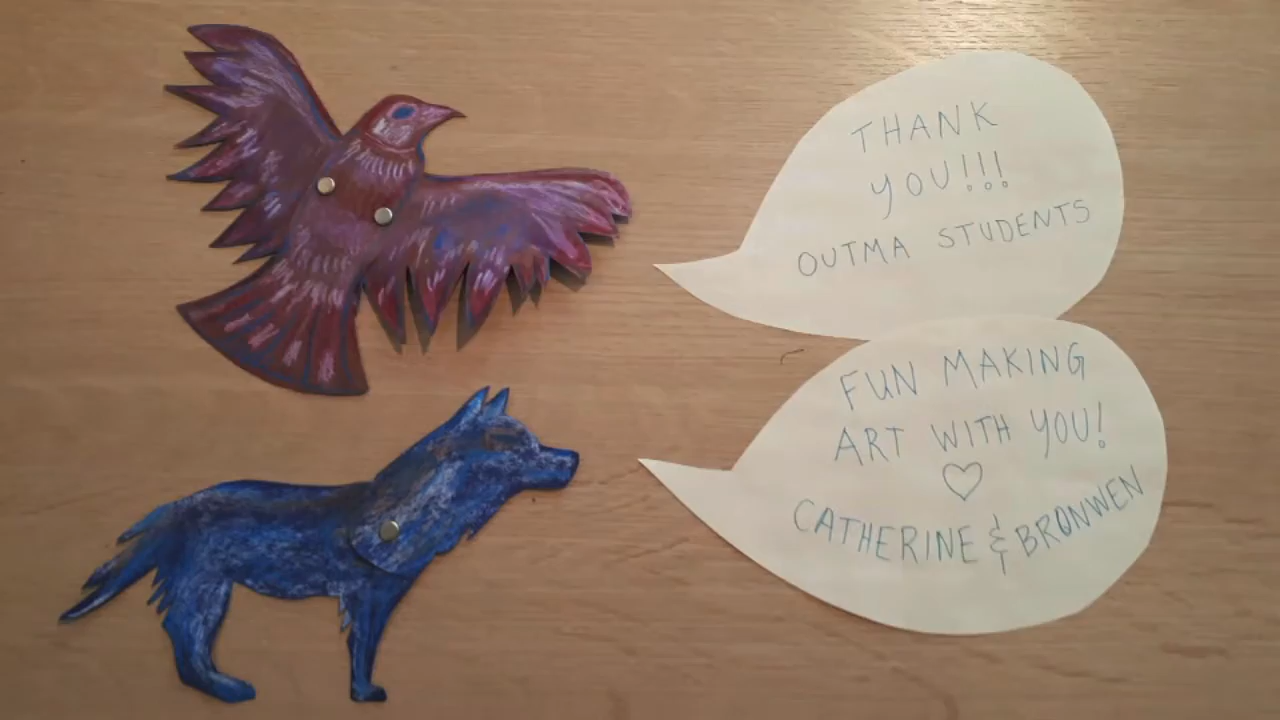 THANK
YOU!!!
OUTMA STUDENTS
FUN MAKING
ART WITH YOU!
♡
CATHERINE & BRONWEN